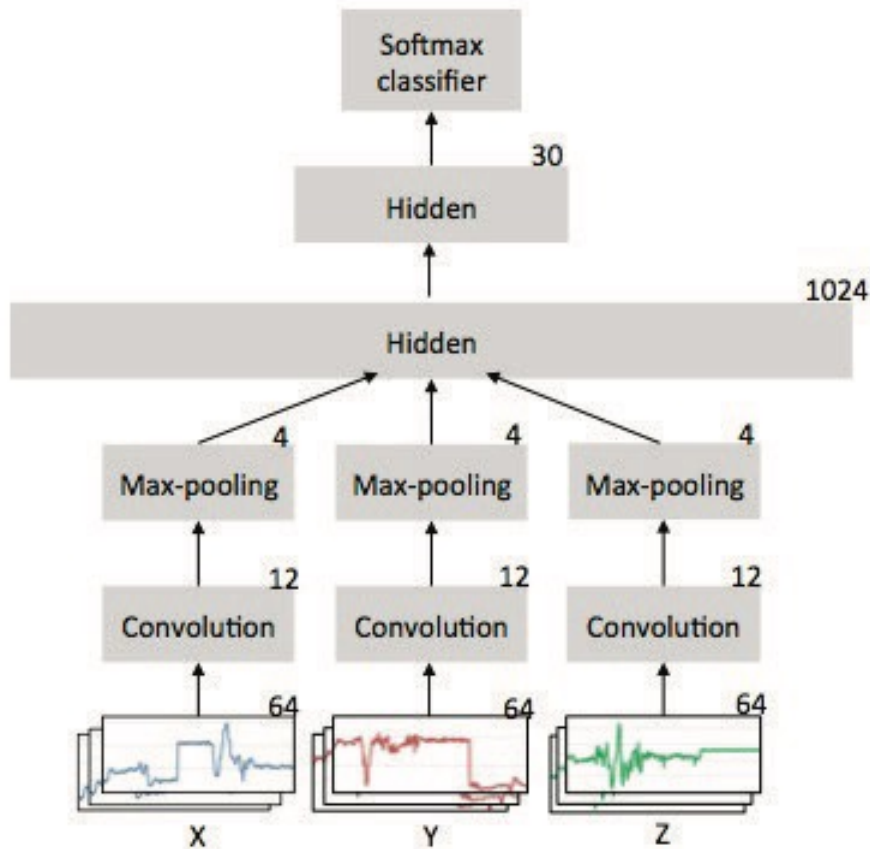 Softmax
classifier
30
Hidden
1024
Hidden
4 4 4
Max-pooling Max-pooling Max-pooling
12 12 12
Convolution Convolution Convolution
64 64 64
X Y Z